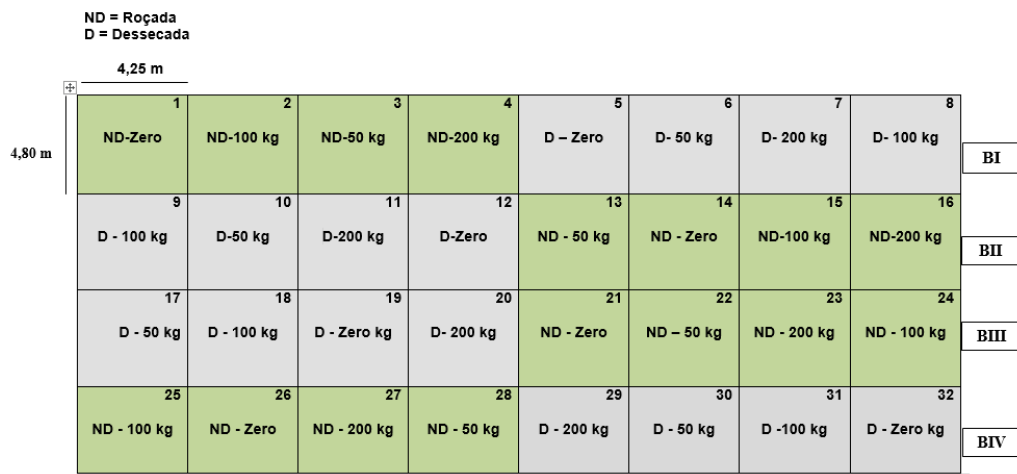 ND = Roçada
D = Dessecada
4,25 m
4,80 m
1 2 3 4 5 6 7 8
ND-Zero ND-100 kg ND-50 kg ND-200 kg D – Zero D- 50 kg D- 200 kg D- 100 kg
BI
9 10 11 12 13 14 15 16
D - 100 kg D-50 kg D-200 kg D-Zero ND - 50 kg ND - Zero ND-100 kg ND-200 kg
BII
17 18 19 20 21 22 23 24
D - 50 kg D - 100 kg D - Zero kg D- 200 kg ND - Zero ND – 50 kg ND - 200 kg ND - 100 kg
BIII
25 26 27 28 29 30 31 32
ND - 100 kg ND - Zero ND - 200 kg ND - 50 kg D - 200 kg D - 50 kg D -100 kg D - Zero kg
BIV